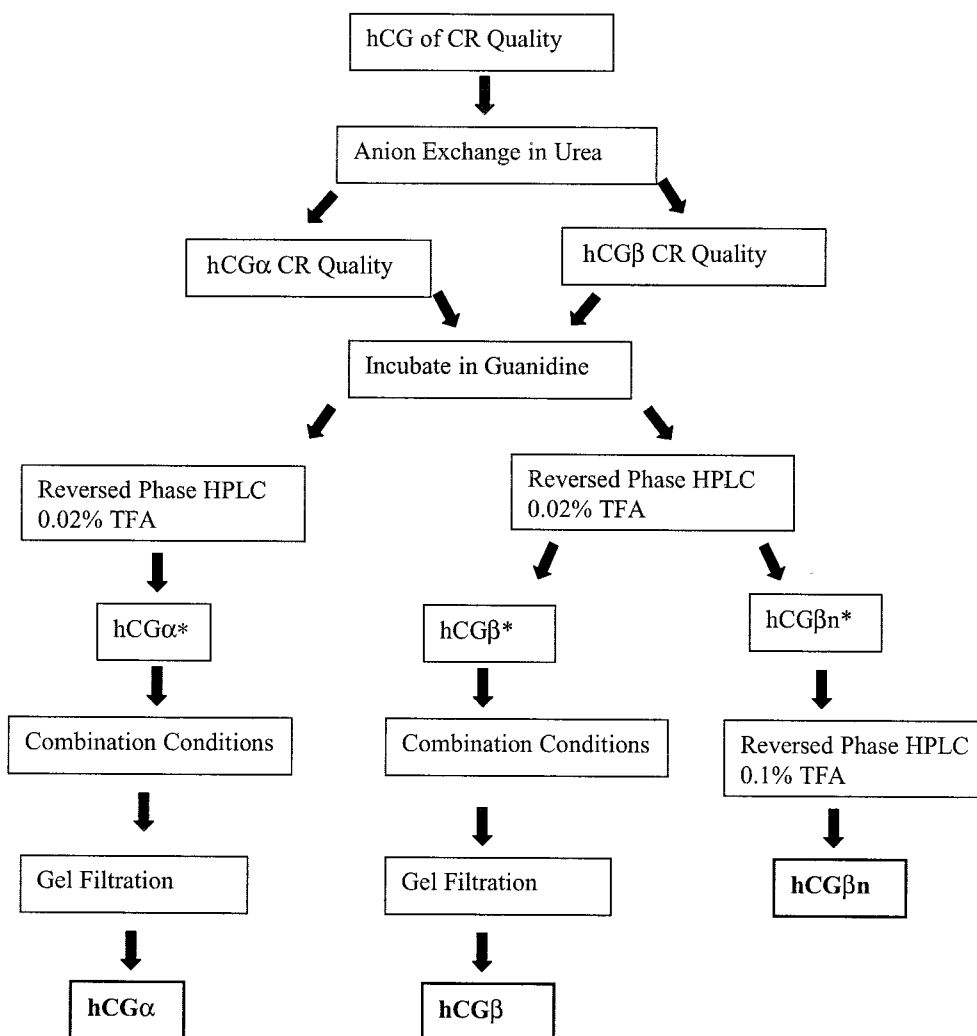 hCG of CR Quality
Anion Exchange in Urea
hCGα CR Quality
hCGβ CR Quality
Incubate in Guanidine
Reversed Phase HPLC
0.02% TFA
Reversed Phase HPLC
0.02% TFA
hCGα*
hCGβ*
hCGβn*
Combination Conditions
Combination Conditions
Reversed Phase HPLC
0.1% TFA
Gel Filtration
Gel Filtration
hCGβn
hCGα
hCGβ